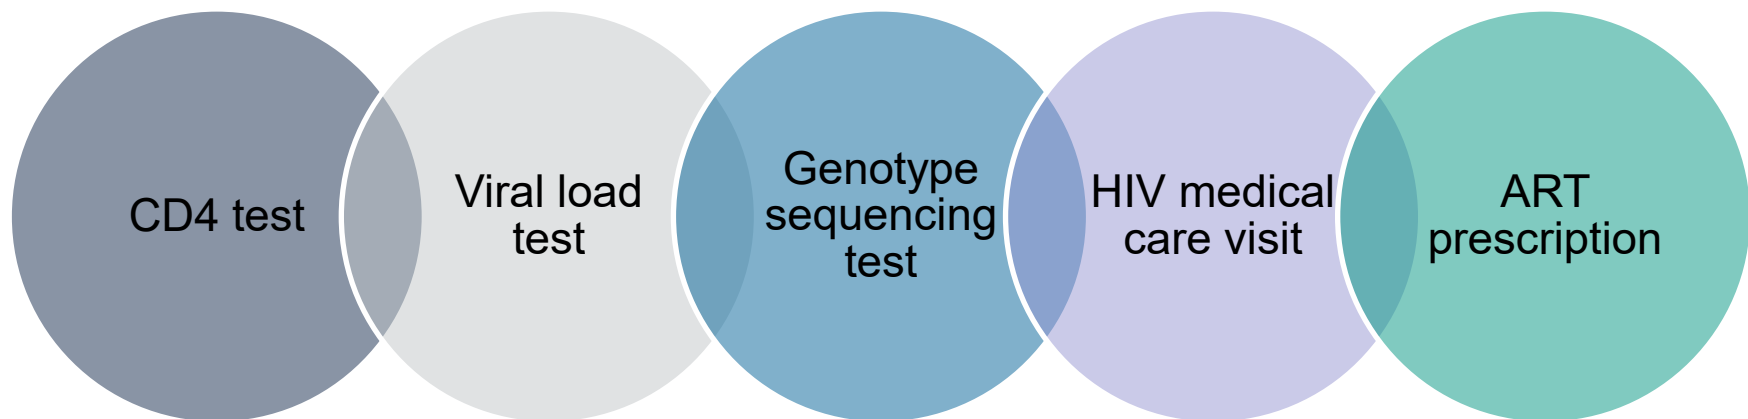 CD4 test
Viral load
test
Genotype
sequencing
test
HIV medical
care visit
ART
prescription